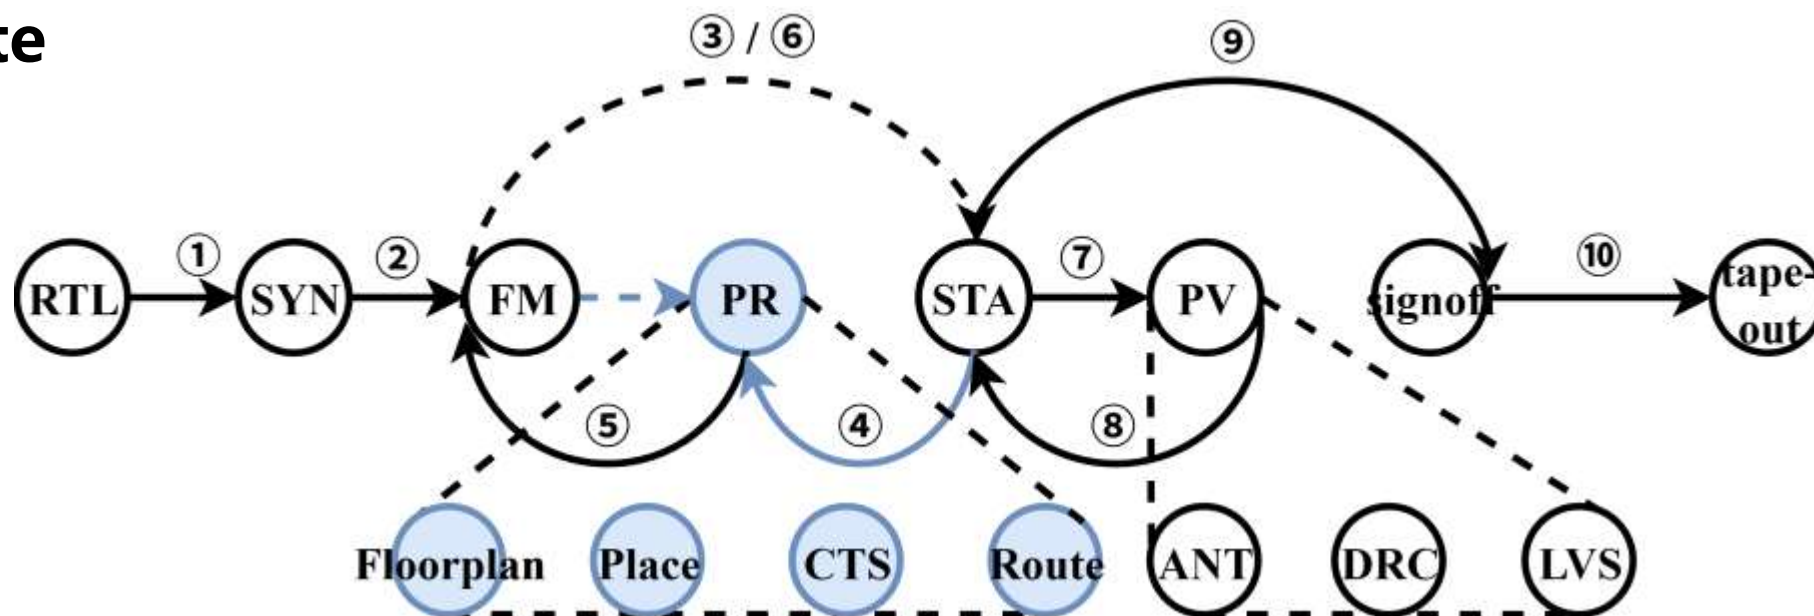 te
③ / ⑥
⑨
① ② ⑦ ⑩
RTL SYN FM PR STA PV signoff tape-
out
⑤ ④ ⑧
Floorplan Place CTS Route ANT DRC LVS